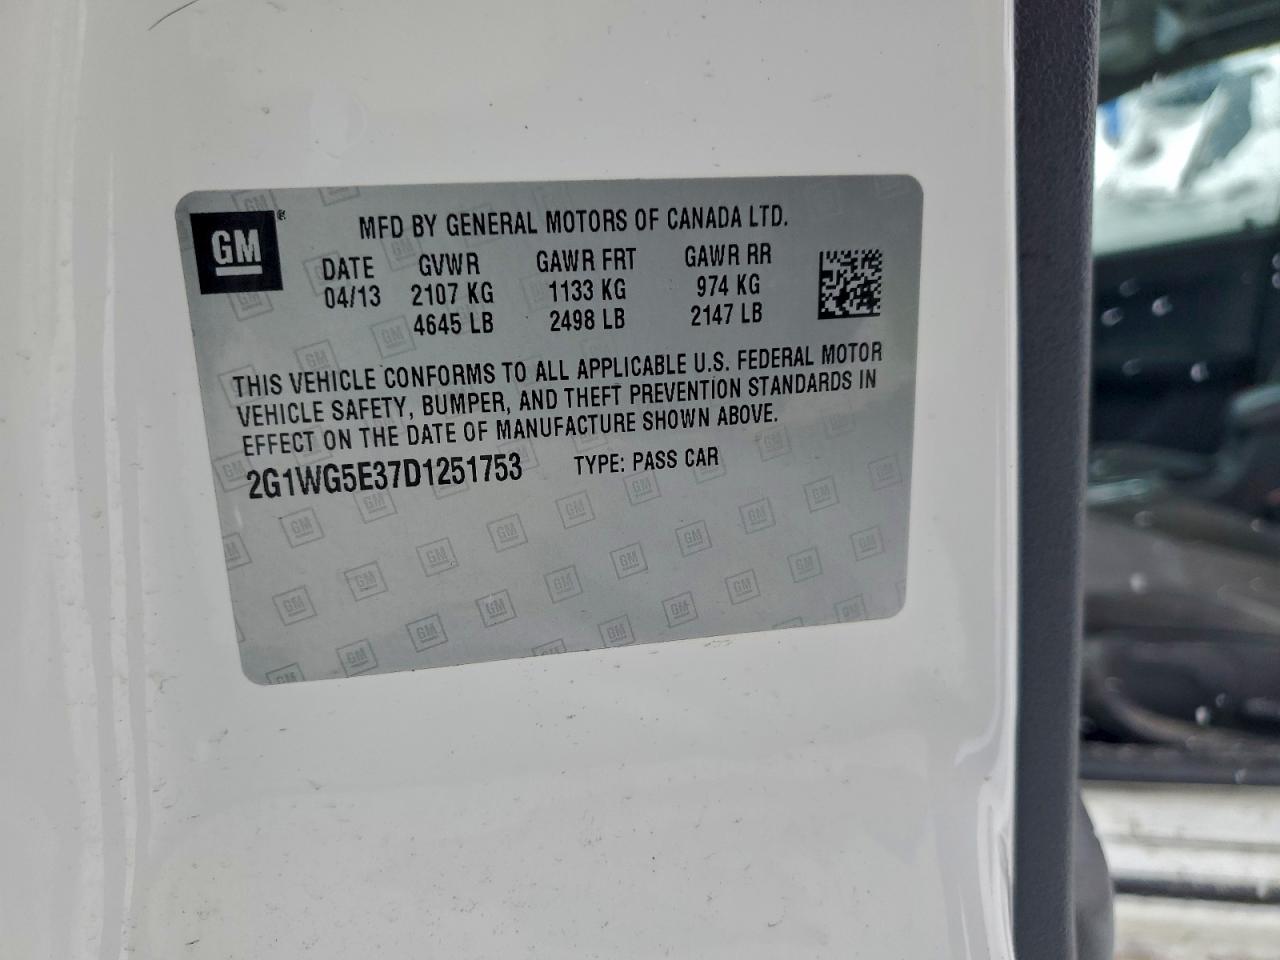 GM®
MFD BY GENERAL MOTORS OF CANADA LTD.
DATE GVWR GAWR FRT GAWR RR
04/13 2107 KG 1133 KG 974 KG
4645 LB 2498 LB 2147 LB
THIS VEHICLE CONFORMS TO ALL APPLICABLE U.S. FEDERAL MOTOR
VEHICLE SAFETY, BUMPER, AND THEFT PREVENTION STANDARDS IN
EFFECT ON THE DATE OF MANUFACTURE SHOWN ABOVE.
2G1WG5E37D1251753 TYPE: PASS CAR